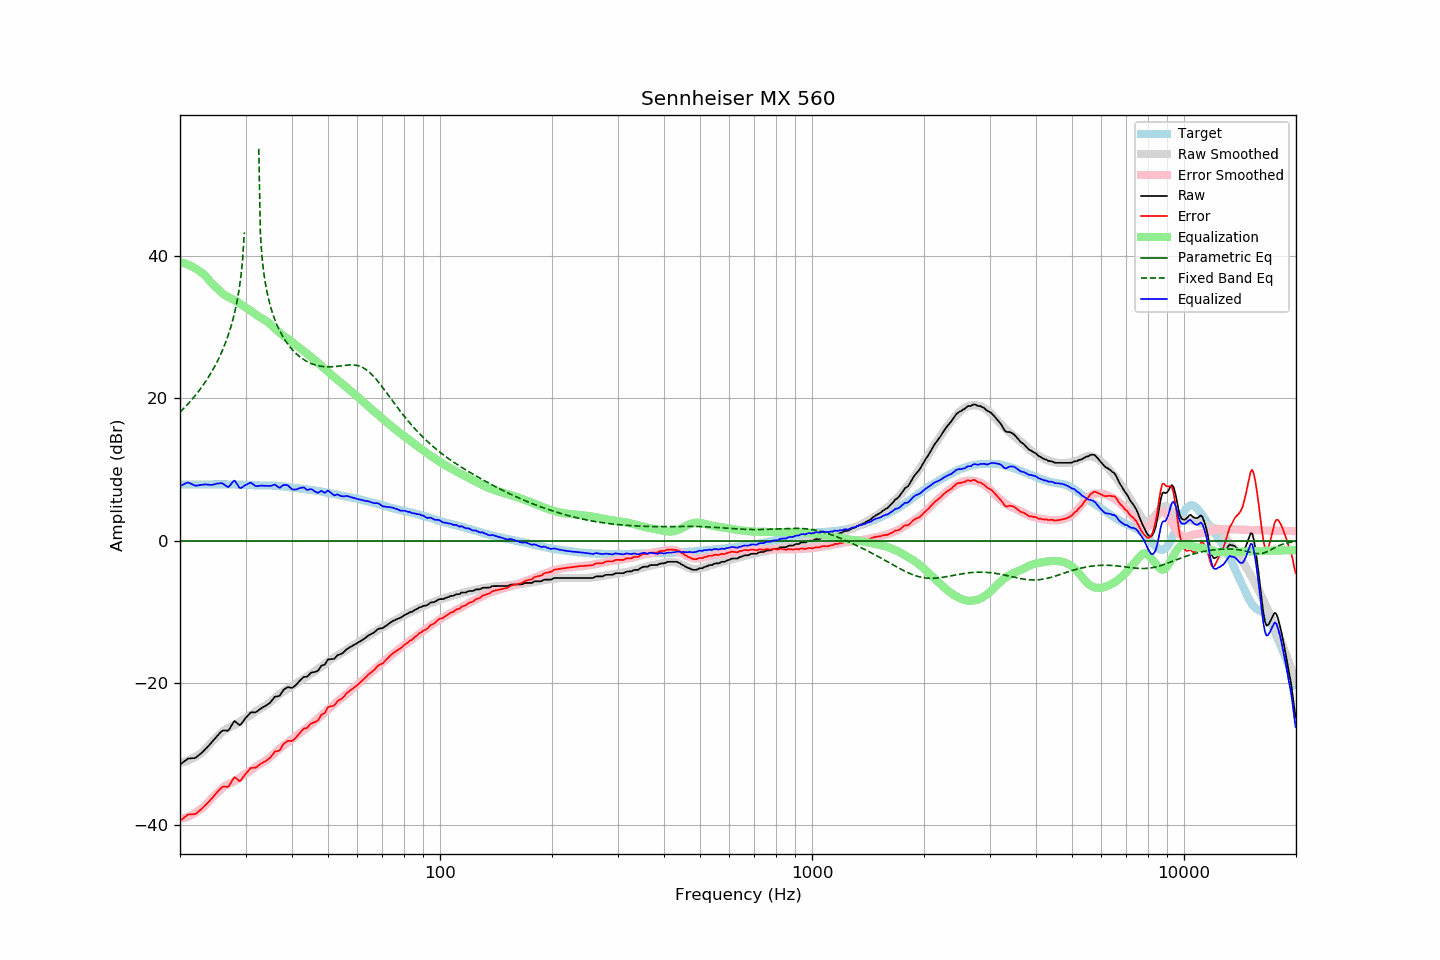 Sennheiser MX 560
Target
Raw Smoothed
Error Smoothed
Raw
Error
Equalization
Parametric Eq
Fixed Band Eq
Equalized
40
20
0
−20
−40
Amplitude (dBr)
100
1000
10000
Frequency (Hz)